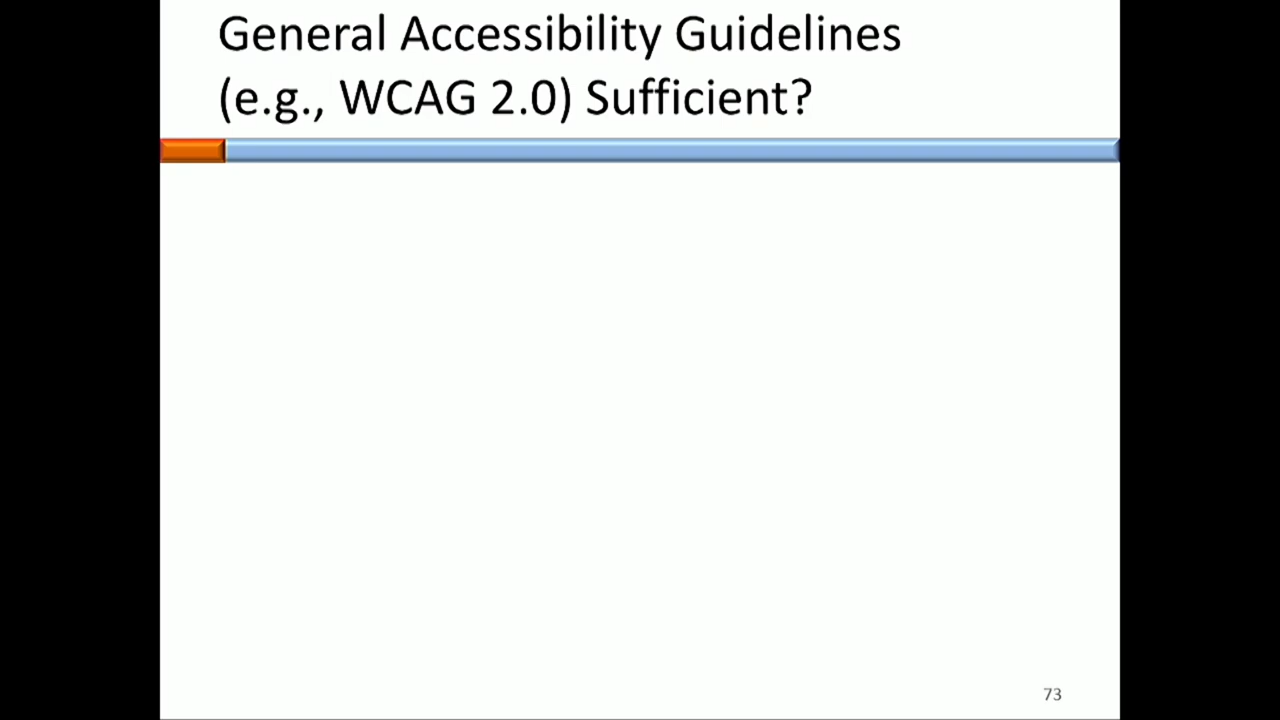 General Accessibility Guidelines
(e.g., WCAG 2.0) Sufficient?
73